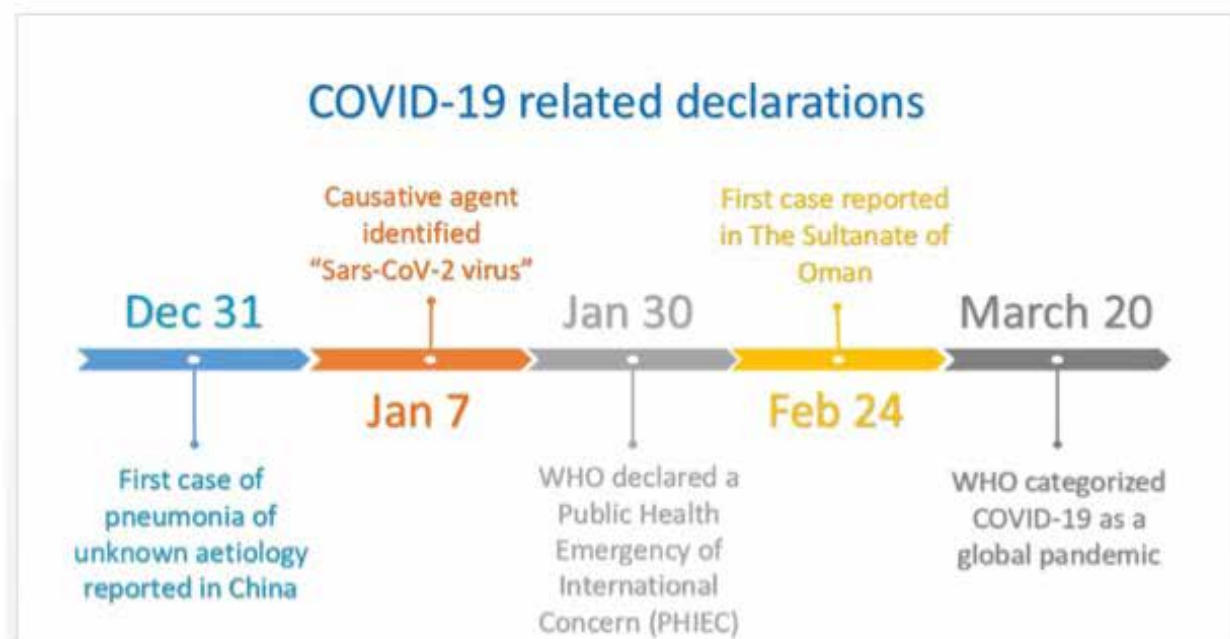 COVID-19 related declarations
Dec 31
First case of
pneumonia of
unknown aetiology
reported in China
Causative agent
identified
“Sars-CoV-2 virus”
Jan 7
Jan 30
WHO declared a
Public Health
Emergency of
International
Concern (PHIEC)
First case reported
in The Sultanate of
Oman
Feb 24
March 20
WHO categorized
COVID-19 as a
global pandemic